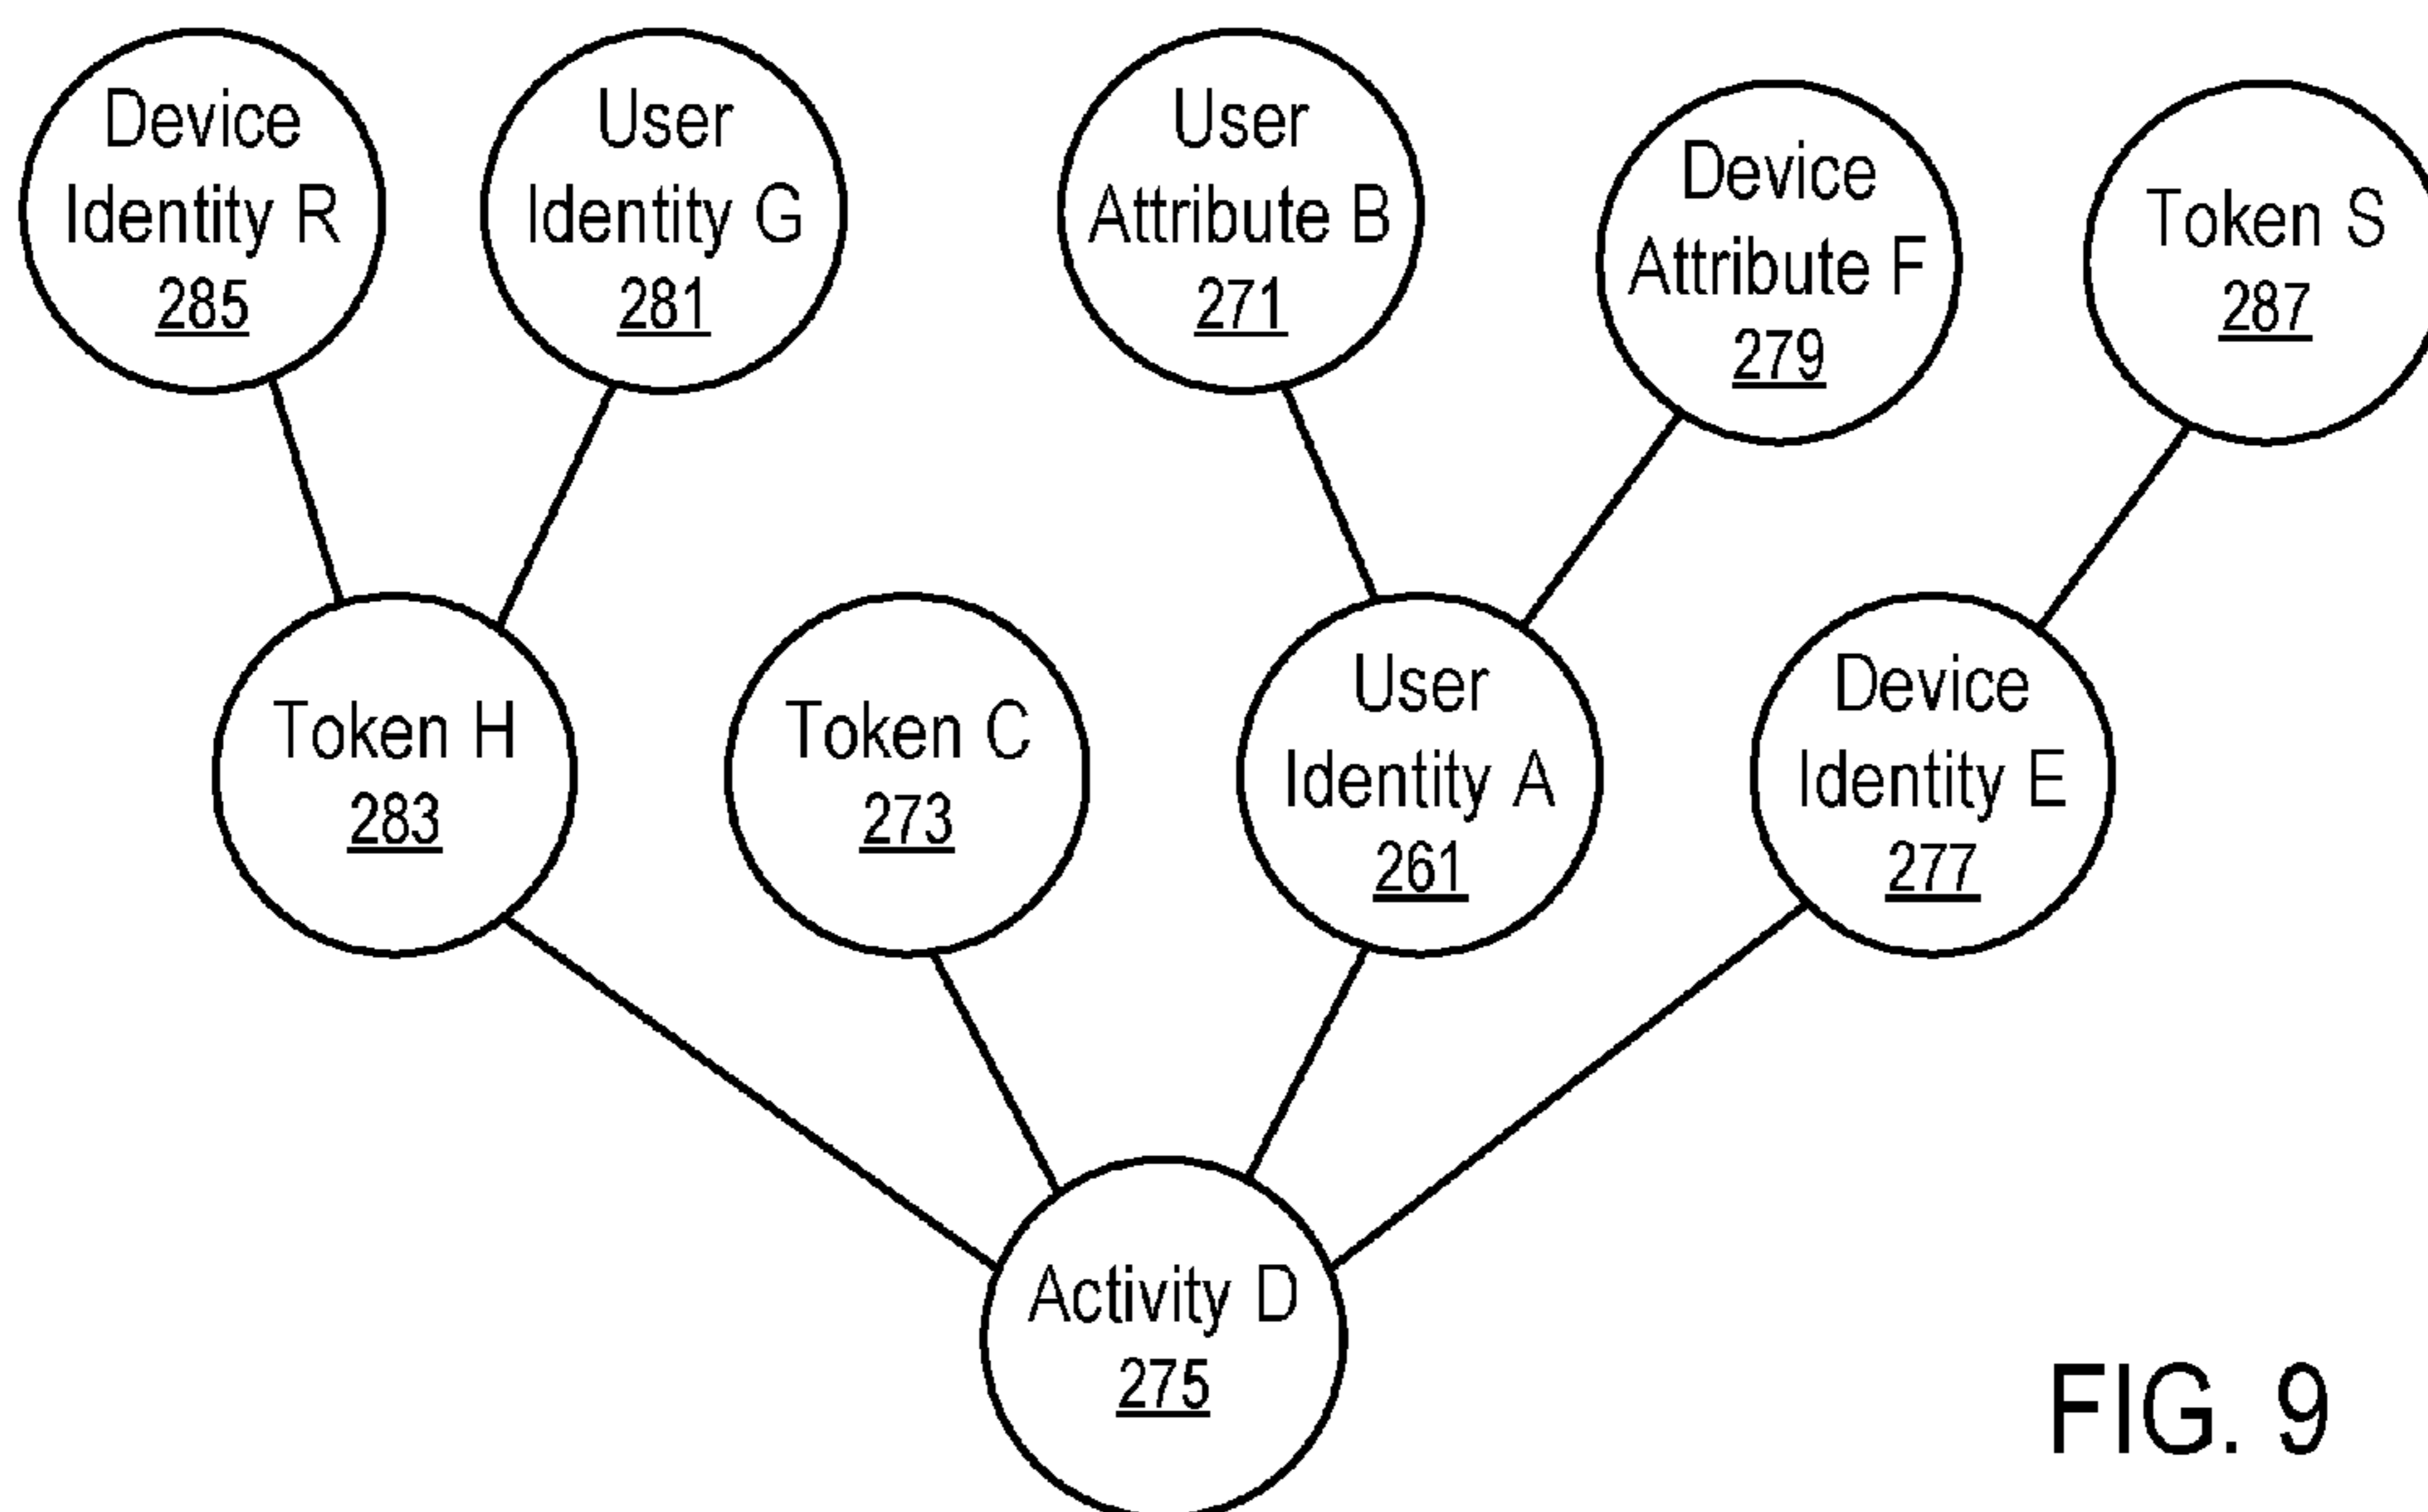 Device
Identity R
285
User
Identity G
281
User
Attribute B
271
Device
Attribute F
279
Token S
287
Token H
283
Token C
273
User
Identity A
261
Device
Identity E
277
Activity D
275
FIG. 9